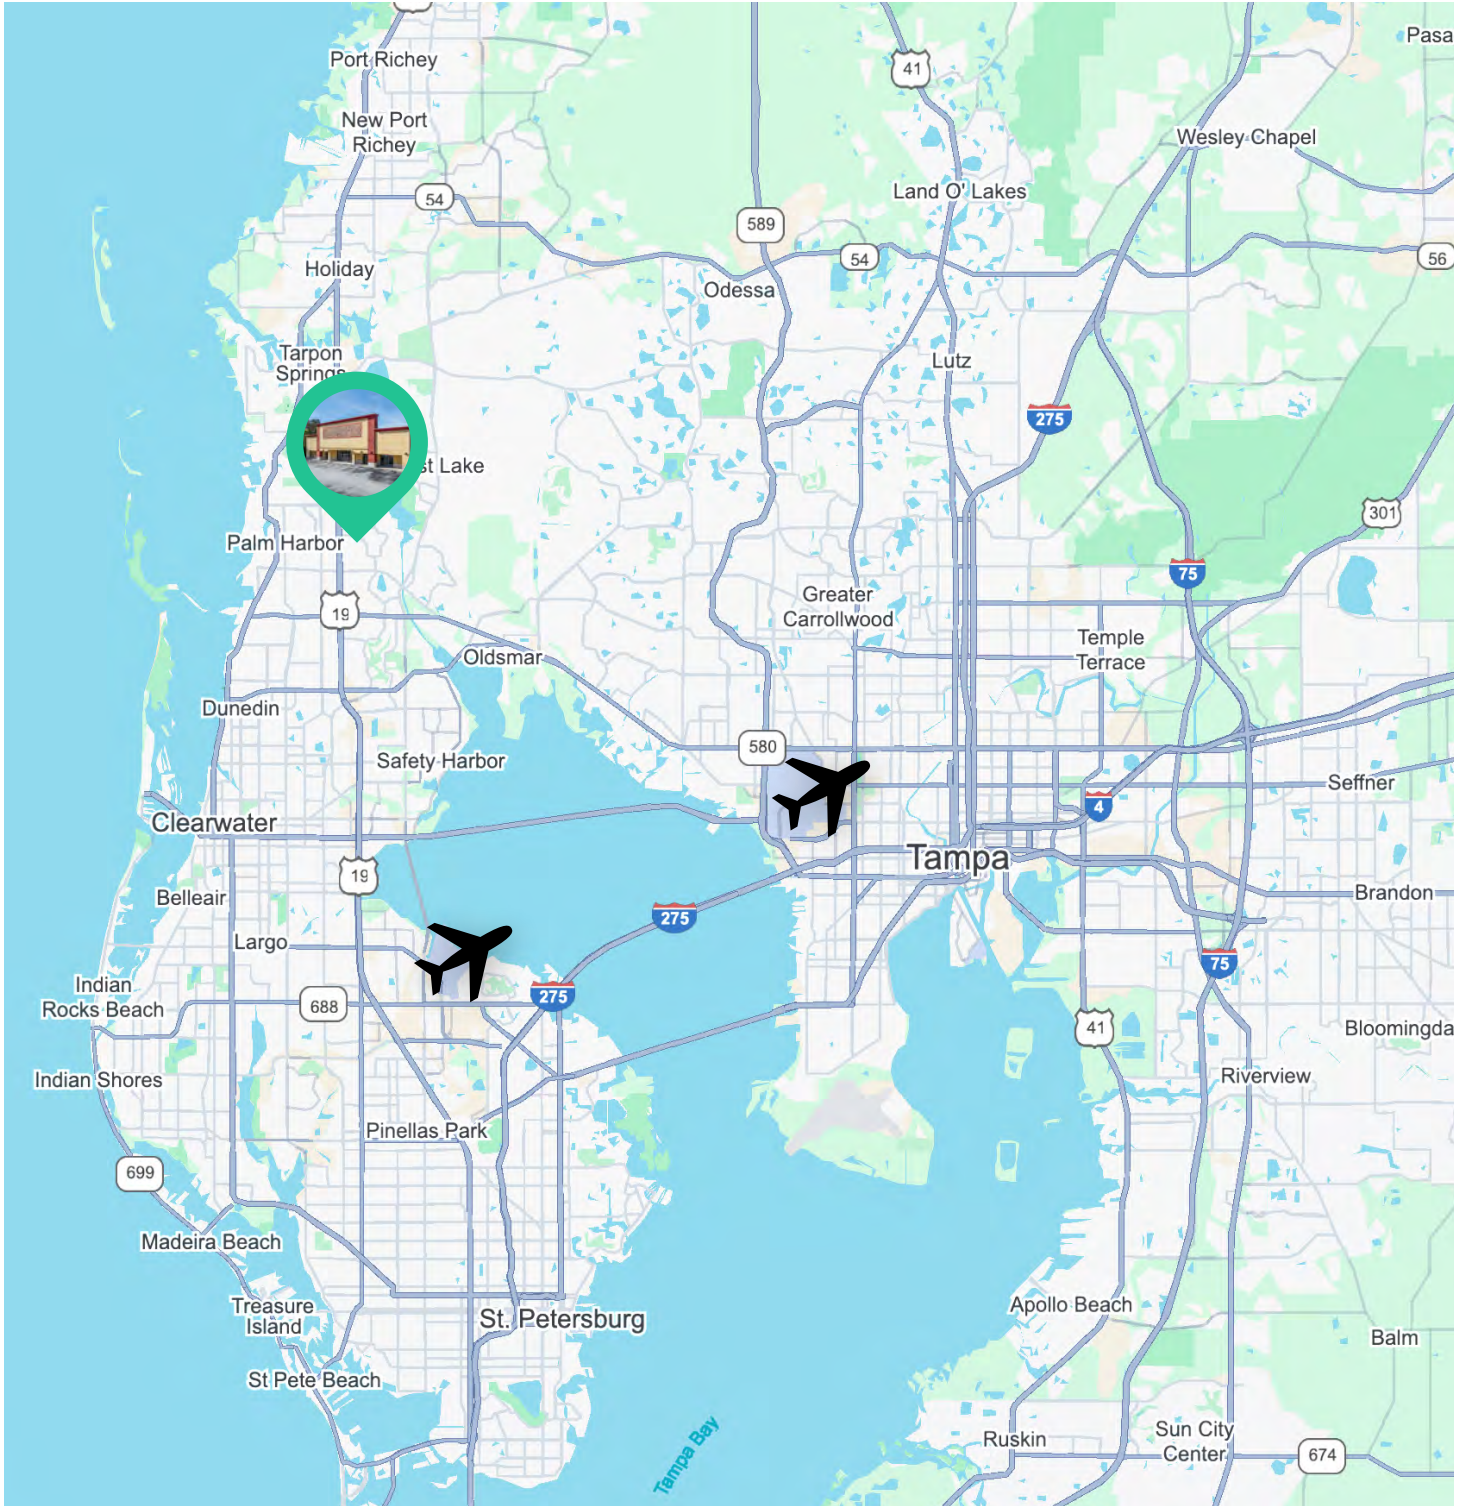 Port Richey
41
Pasa
New Port
Richey
Wesley Chapel
54
Land O' Lakes
589
54
56
Holiday
Odessa
Tarpon
Springs
Lutz
275
st Lake
301
Palm Harbor
75
19
Greater
Carrollwood
Temple
Terrace
Oldsmar
Dunedin
580
Safety Harbor
Seffner
4
Clearwater
Tampa
19
Belleair
Brandon
275
Largo
75
Indian
Rocks Beach
275
688
41
Bloomingda
Indian Shores
Riverview
Pinellas Park
699
Madeira Beach
Treasure
Island
Apollo Beach
St. Petersburg
Balm
St Pete Beach
Tampa Bay
Ruskin
Sun City
Center
674